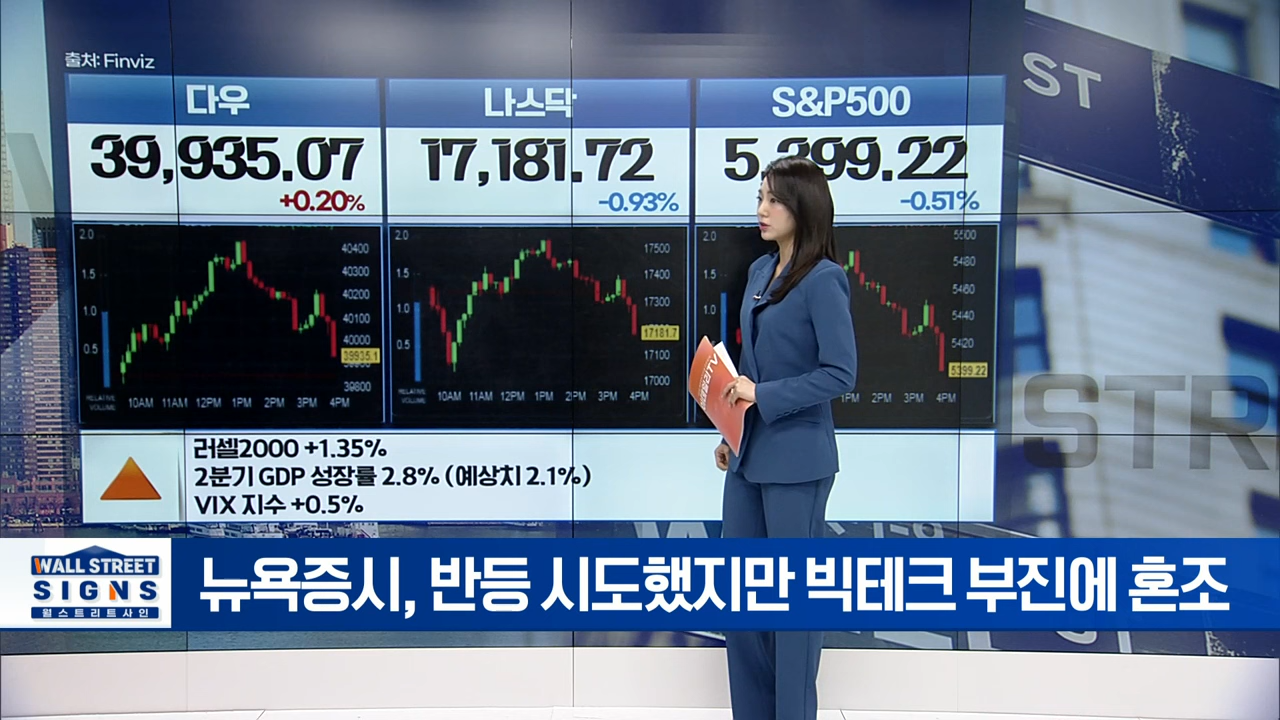 출처: Finviz
ST
다우
39,935.07
+0.20%
나스닥
17,181.72
-0.93%
S&P500
5,399.22
-0.51%
2.0
1.5
1.0
0.5
RELATIVE
VOLUME
40400
40300
40200
40100
40000
39935.1
39800
10AM 11AM 12PM 1PM 2PM 3PM 4PM
2.0
1.5
1.0
0.5
RELATIVE
VOLUME
17500
17400
17300
17181.7
17100
17000
10AM 11AM 12PM 1PM 2PM 3PM 4PM
2.0
1.5
1.0
5500
5480
5460
5440
5420
5399.22
1PM 2PM 3PM 4PM
STR
러셀2000 +1.35%
2분기 GDP 성장률 2.8% (예상치 2.1%)
VIX 지수 +0.5%
WALL STREET
SIGNS
월스트리트사인
뉴욕증시, 반등 시도했지만 빅테크 부진에 혼조